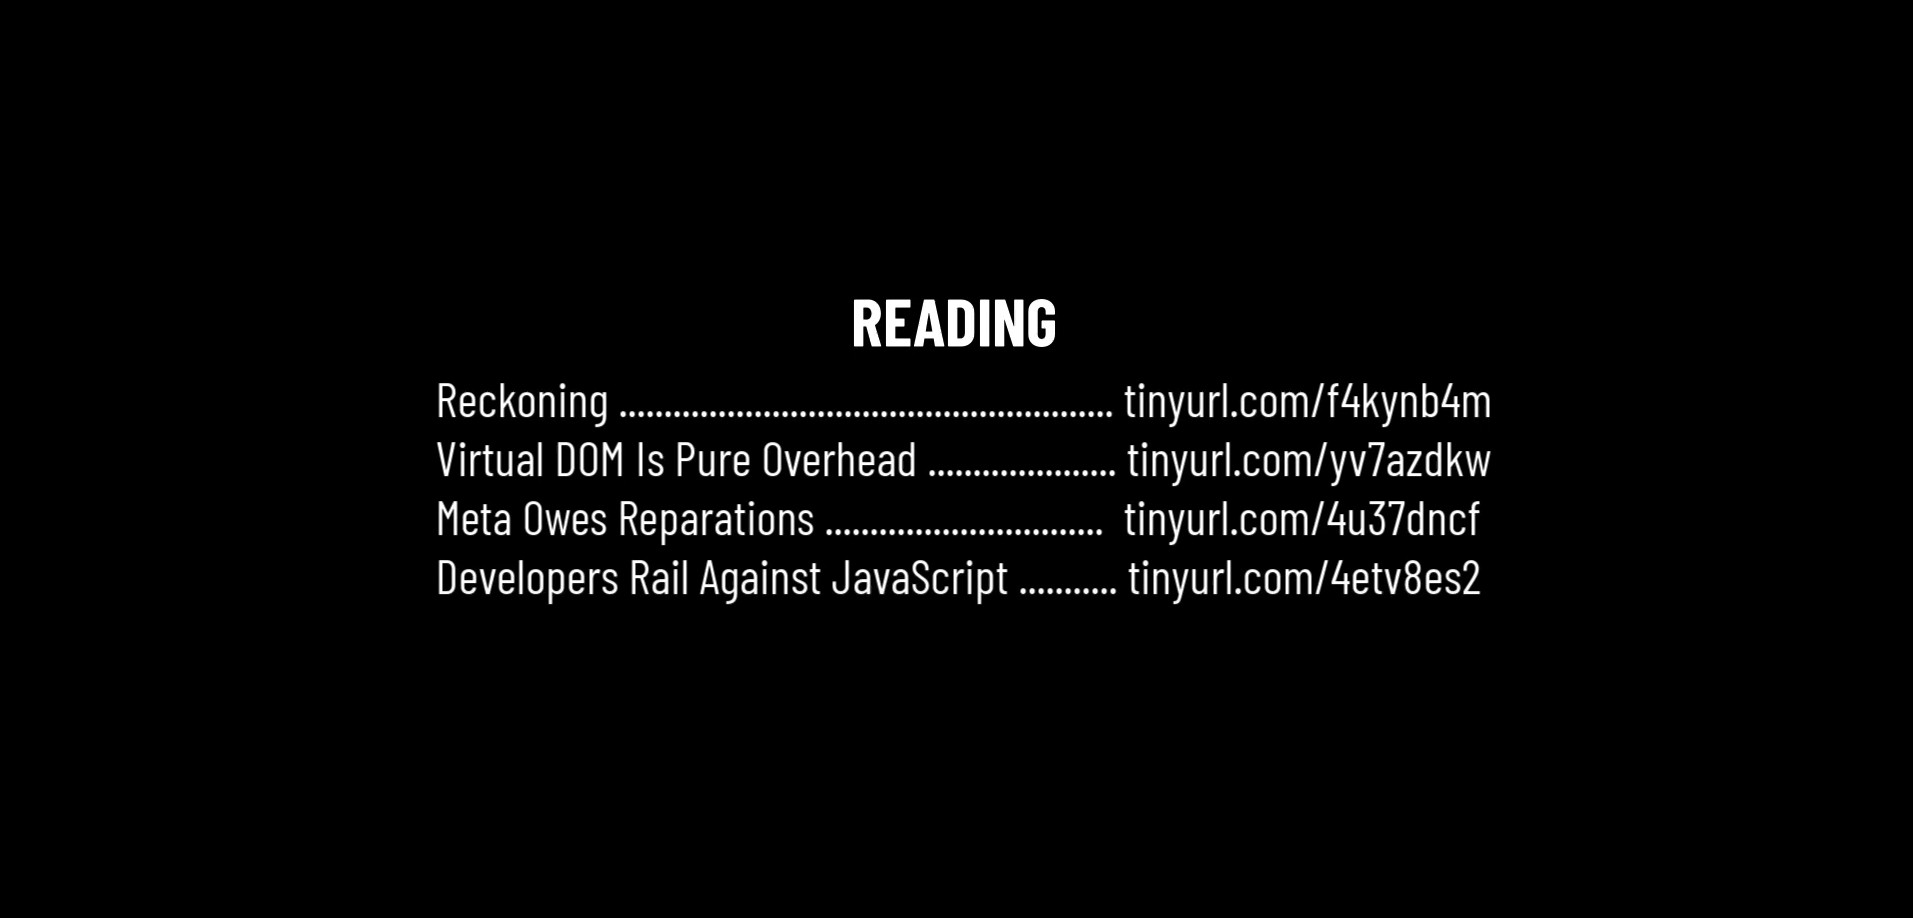 READING
Reckoning ....................................................... tinyurl.com/f4kynb4m
Virtual DOM Is Pure Overhead ..................... tinyurl.com/yv7azdkw
Meta Owes Reparations ............................... tinyurl.com/4u37dncf
Developers Rail Against JavaScript ........... tinyurl.com/4etv8es2